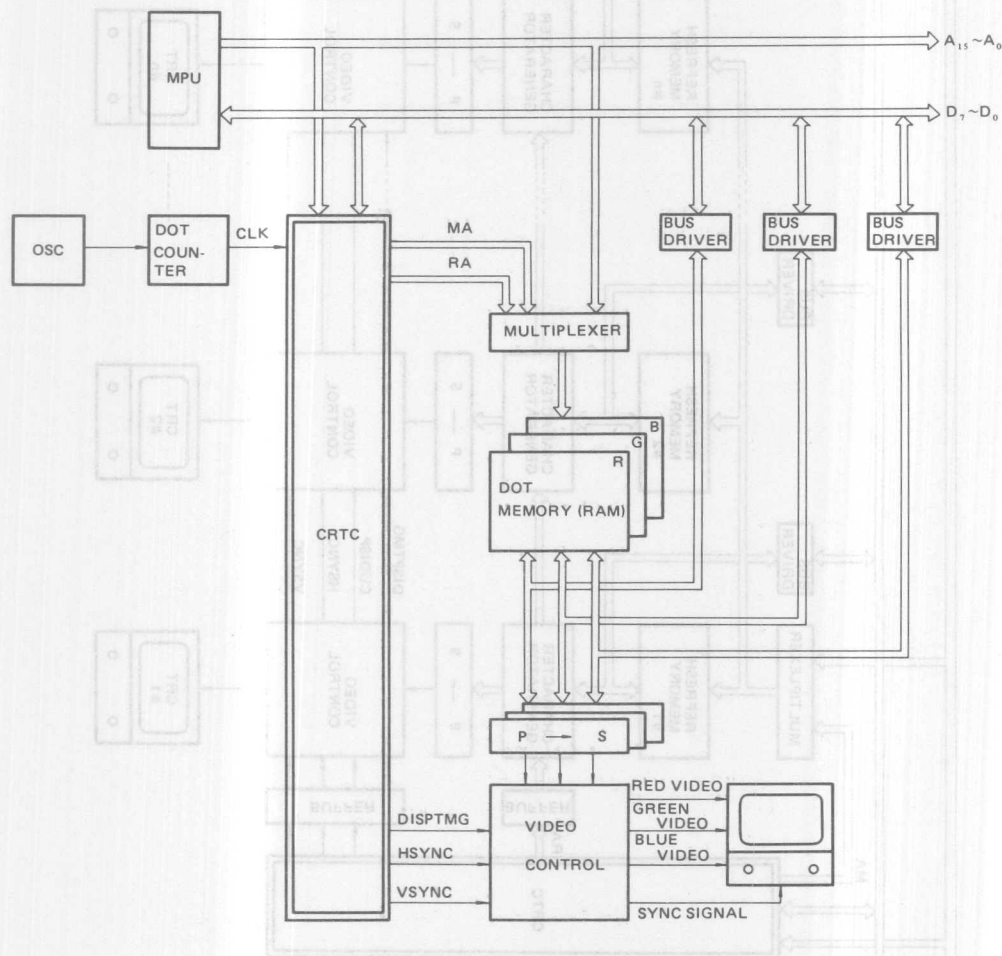 A₁₅~A₀
MPU
D₇~D₀
OSC
DOT
COUN-
TER
CLK
MA
RA
BUS
DRIVER
BUS
DRIVER
BUS
DRIVER
MULTIPLEXER
B
G
R
DOT
MEMORY (RAM)
CRTC
P → S
DISPTMG
HSYNC
VSYNC
VIDEO
CONTROL
RED VIDEO
GREEN
VIDEO
BLUE
VIDEO
SYNC SIGNAL